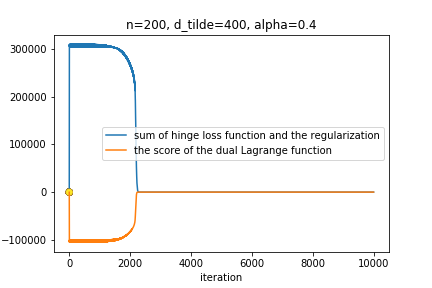 n=200, d_tilde=400, alpha=0.4
300000
200000
100000
0
−100000
sum of hinge loss function and the regularization
the score of the dual Lagrange function
0 2000 4000 6000 8000 10000
iteration